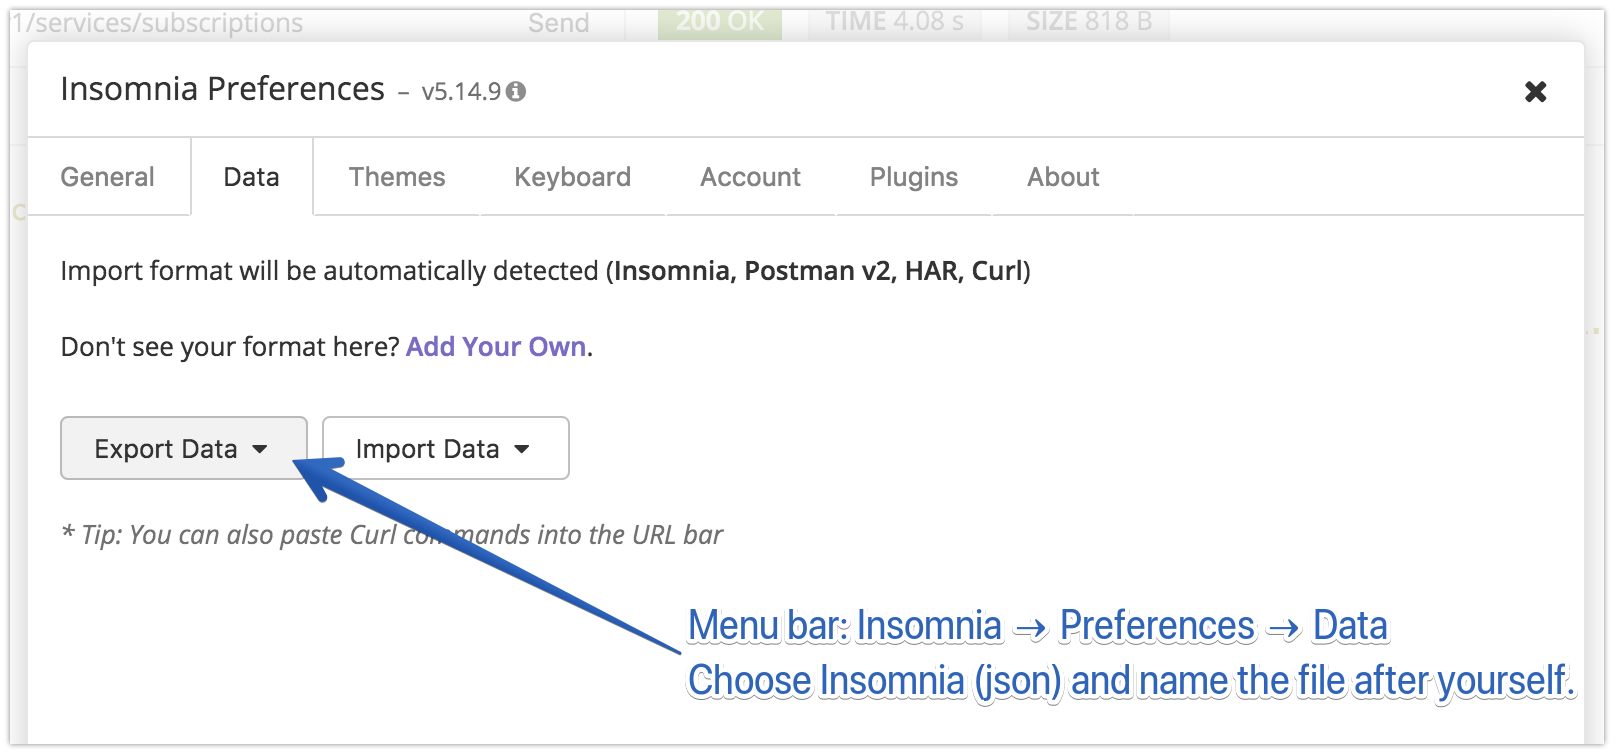 1/services/subscriptions Send 200 OK TIME 4.08 s SIZE 818 B
Insomnia Preferences – v5.14.9
General Data Themes Keyboard Account Plugins About
Import format will be automatically detected (Insomnia, Postman v2, HAR, Curl)
Don't see your format here? Add Your Own.
Export Data Import Data
* Tip: You can also paste Curl commands into the URL bar
Menu bar: Insomnia → Preferences → Data
Choose Insomnia (json) and name the file after yourself.